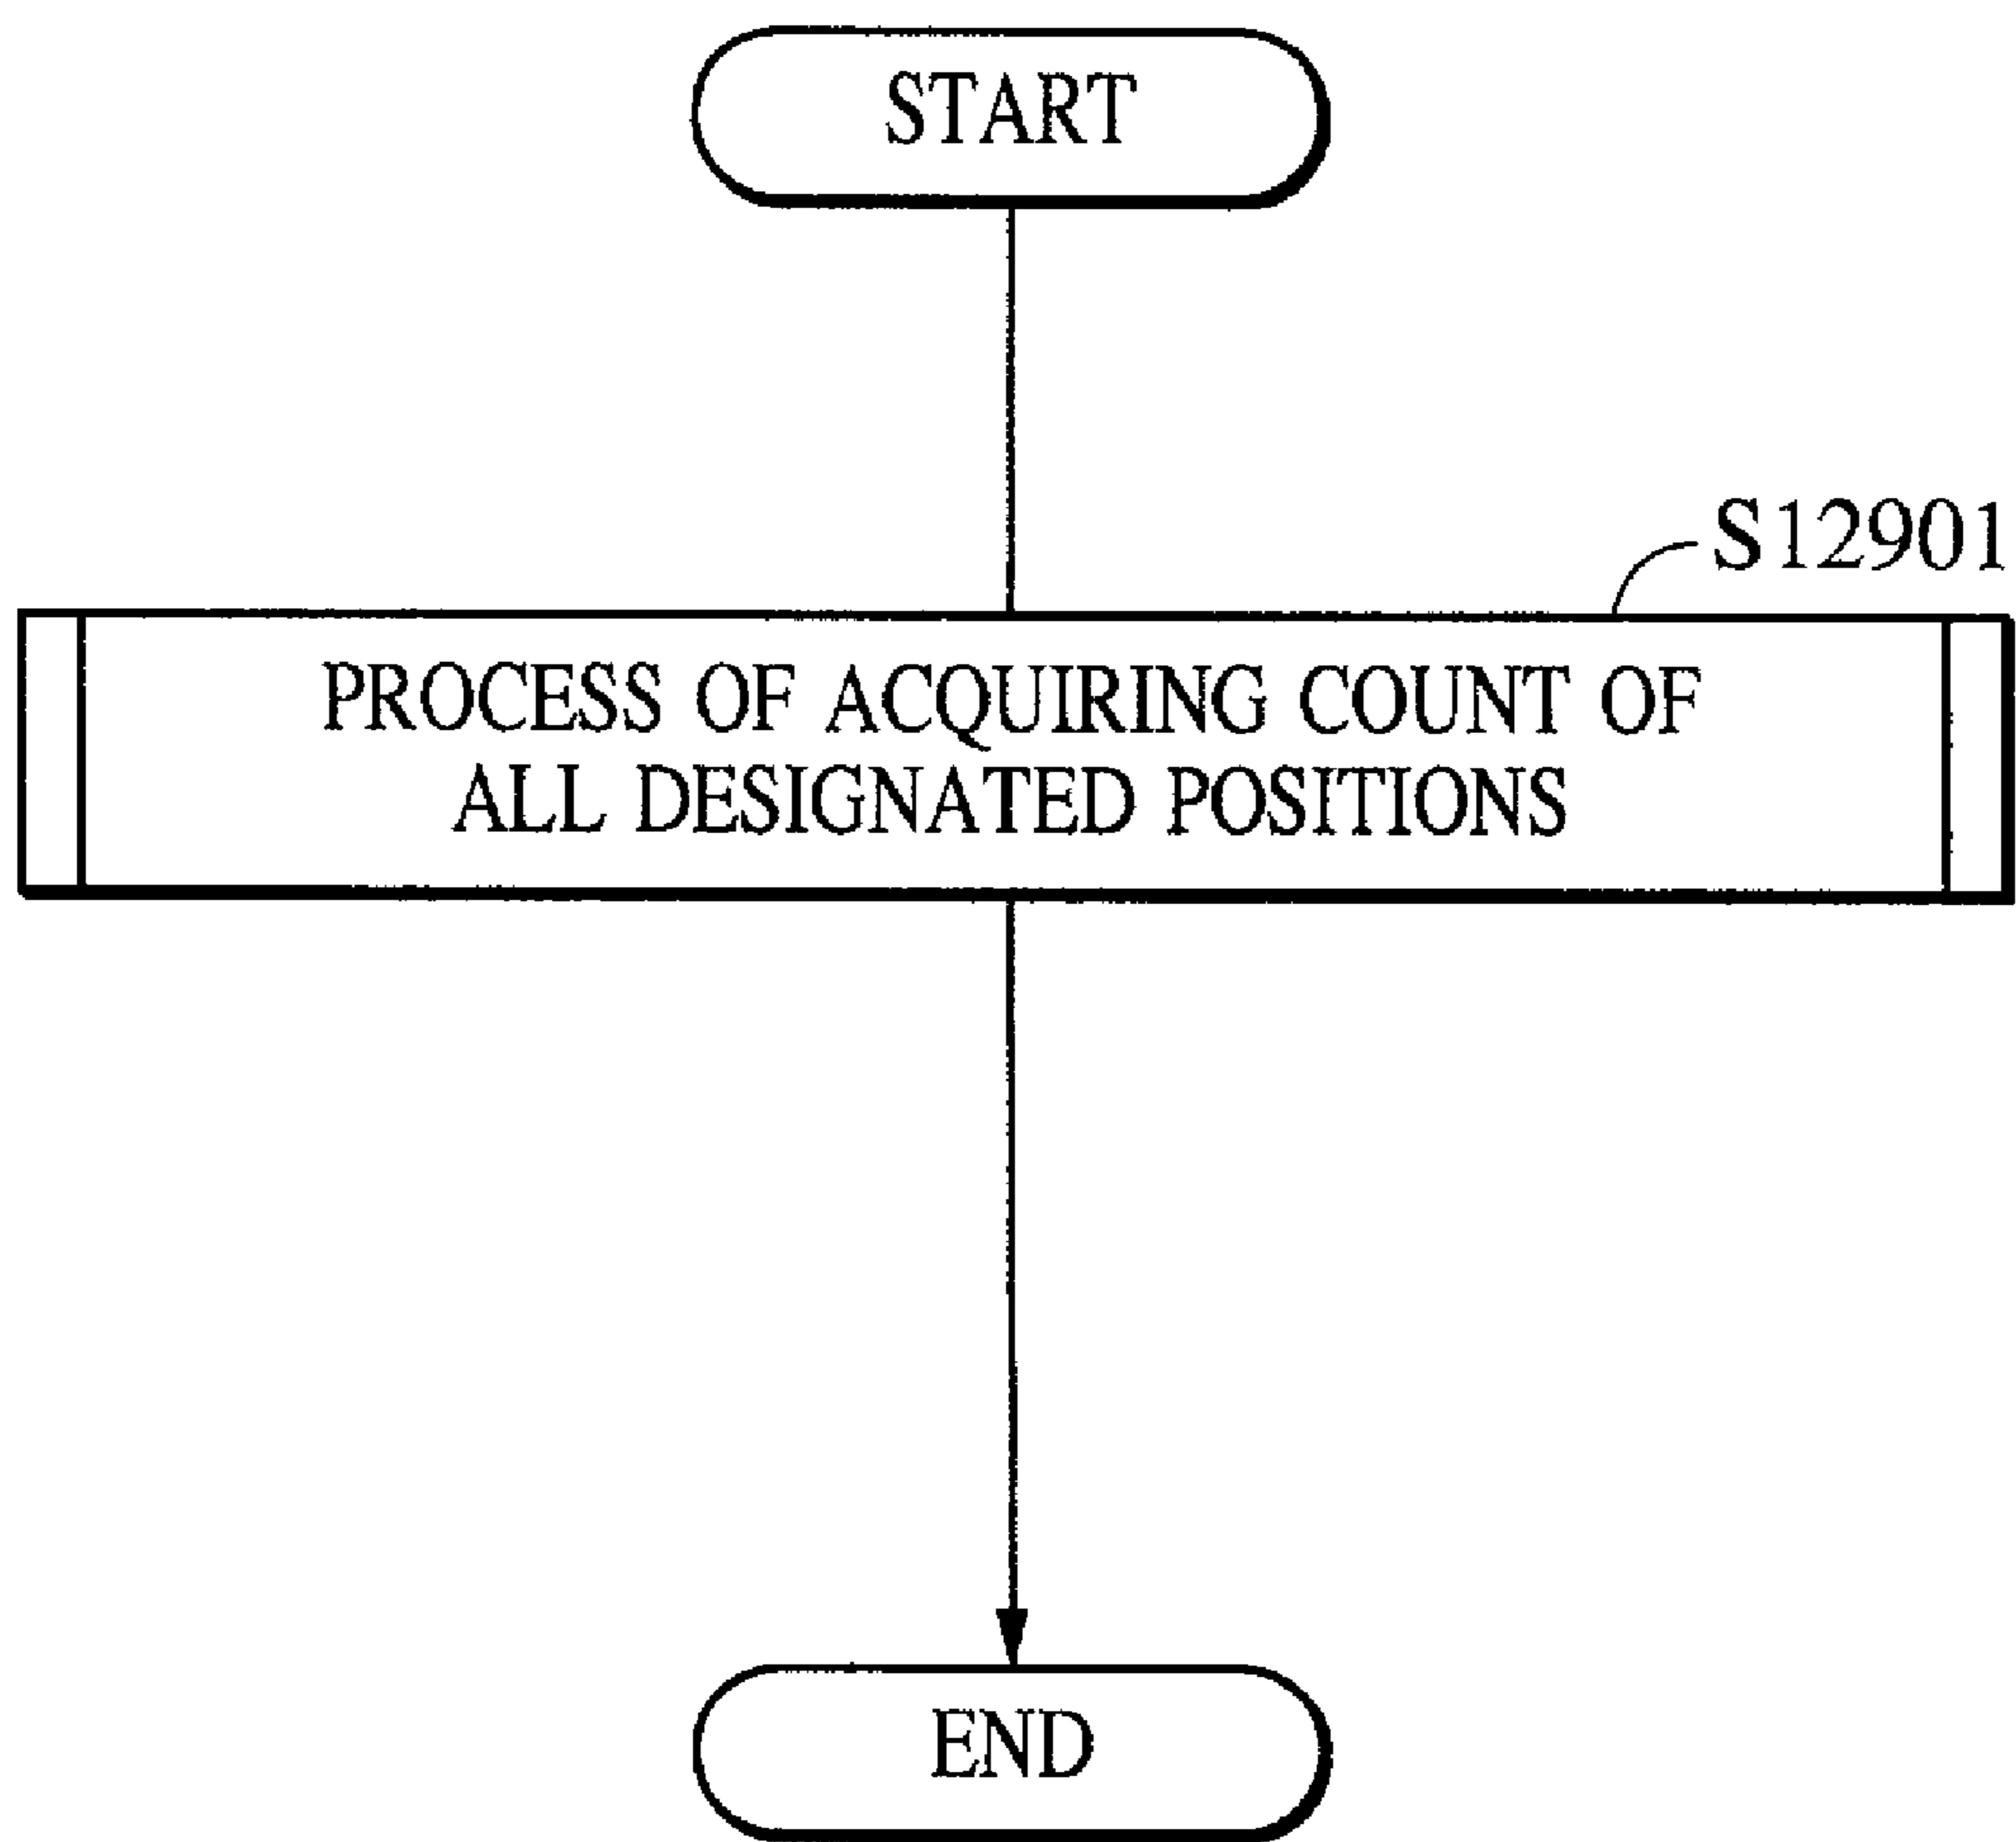 START
S12901
PROCESS OF ACQUIRING COUNT OF
ALL DESIGNATED POSITIONS
END